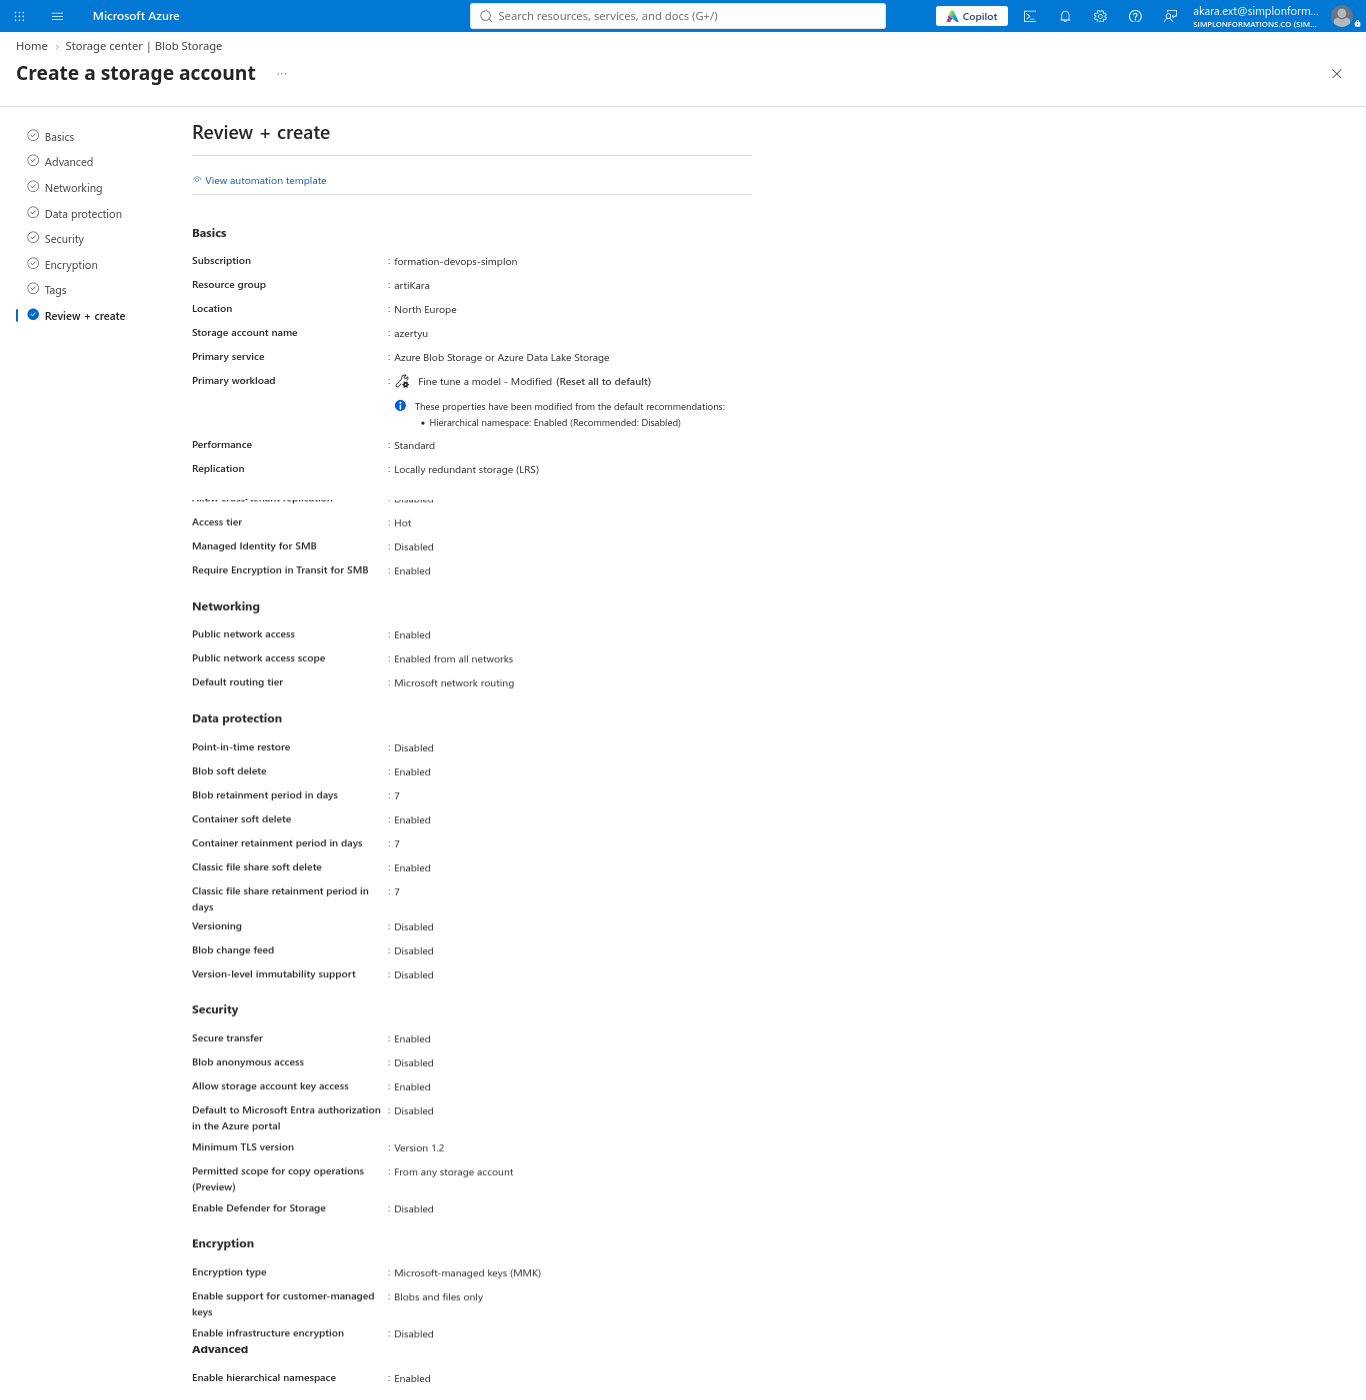 Microsoft Azure
Search resources, services, and docs (G+/)
Copilot
akara.ext@simplonform...
SIMPLONFORMATIONS.CO (SIM...
Home > Storage center | Blob Storage
Create a storage account ...
Basics
Advanced
Networking
Data protection
Security
Encryption
Tags
Review + create
Review + create
View automation template
Basics
Subscription : formation-devops-simplon
Resource group : artiKara
Location : North Europe
Storage account name : azertyu
Primary service : Azure Blob Storage or Azure Data Lake Storage
Primary workload : Fine tune a model - Modified (Reset all to default)
These properties have been modified from the default recommendations:
• Hierarchical namespace: Enabled (Recommended: Disabled)
Performance : Standard
Replication : Locally redundant storage (LRS)
Allow cross-tenant replication : Disabled
Access tier : Hot
Managed Identity for SMB : Disabled
Require Encryption in Transit for SMB : Enabled
Networking
Public network access : Enabled
Public network access scope : Enabled from all networks
Default routing tier : Microsoft network routing
Data protection
Point-in-time restore : Disabled
Blob soft delete : Enabled
Blob retainment period in days : 7
Container soft delete : Enabled
Container retainment period in days : 7
Classic file share soft delete : Enabled
Classic file share retainment period in : 7
days
Versioning : Disabled
Blob change feed : Disabled
Version-level immutability support : Disabled
Security
Secure transfer : Enabled
Blob anonymous access : Disabled
Allow storage account key access : Enabled
Default to Microsoft Entra authorization : Disabled
in the Azure portal
Minimum TLS version : Version 1.2
Permitted scope for copy operations : From any storage account
(Preview)
Enable Defender for Storage : Disabled
Encryption
Encryption type : Microsoft-managed keys (MMK)
Enable support for customer-managed : Blobs and files only
keys
Enable infrastructure encryption : Disabled
Advanced
Enable hierarchical namespace : Enabled